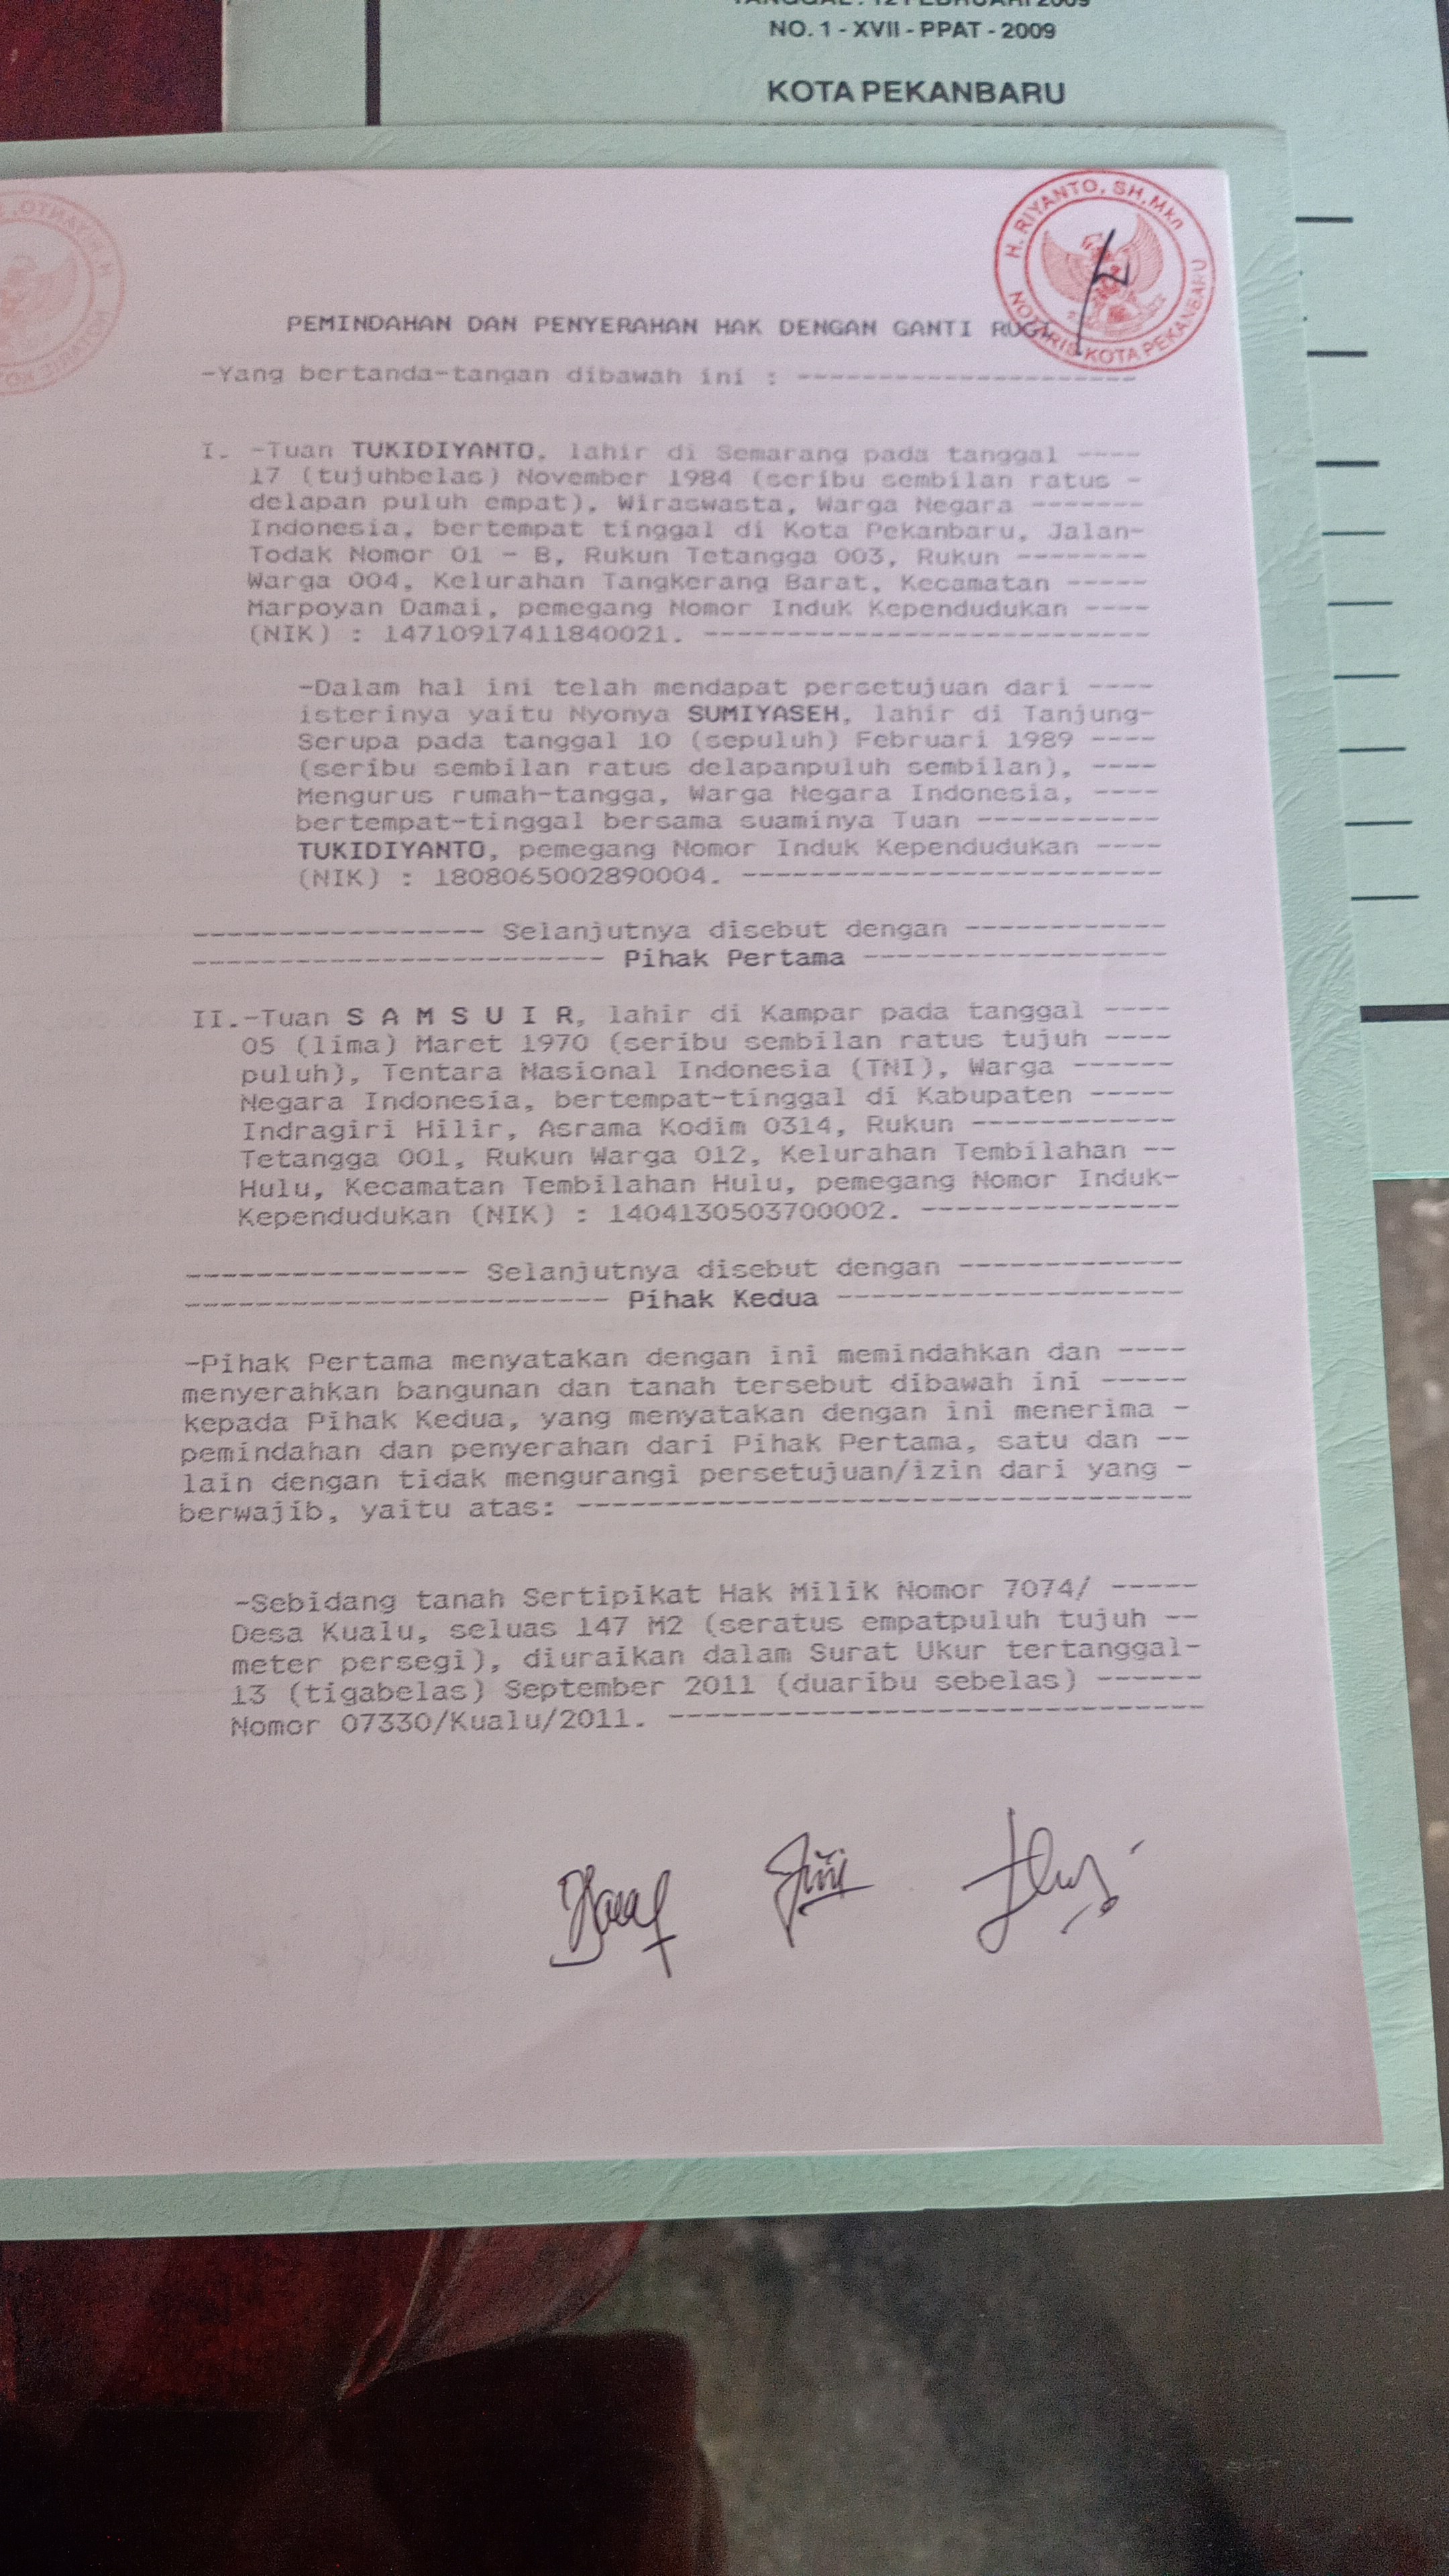 TANGGAL : 12 FEBRUARI 2009
NO. 1 - XVII - PPAT - 2009
KOTA PEKANBARU
H. RIYANTO, SH,Mkn
NOTARIS KOTA PEKANBARU
PEMINDAHAN DAN PENYERAHAN HAK DENGAN GANTI RUGI
-Yang bertanda-tangan dibawah ini : ---------------------
I. -Tuan TUKIDIYANTO, lahir di Semarang pada tanggal ----
17 (tujuhbelas) November 1984 (seribu sembilan ratus -
delapan puluh empat), Wiraswasta, Warga Negara -------
Indonesia, bertempat tinggal di Kota Pekanbaru, Jalan-
Todak Nomor 01 - B, Rukun Tetangga 003, Rukun --------
Warga 004, Kelurahan Tangkerang Barat, Kecamatan -----
Marpoyan Damai, pemegang Nomor Induk Kependudukan ----
(NIK) : 14710917411840021. ---------------------------
-Dalam hal ini telah mendapat persetujuan dari ----
isterinya yaitu Nyonya SUMIYASEH, lahir di Tanjung-
Serupa pada tanggal 10 (sepuluh) Februari 1989 ----
(seribu sembilan ratus delapanpuluh sembilan), ----
Mengurus rumah-tangga, Warga Negara Indonesia, ----
bertempat-tinggal bersama suaminya Tuan -----------
TUKIDIYANTO, pemegang Nomor Induk Kependudukan ----
(NIK) : 1808065002890004. -------------------------
----------------- Selanjutnya disebut dengan ------------
------------------------ Pihak Pertama ------------------
II.-Tuan S A M S U I R, lahir di Kampar pada tanggal ----
05 (lima) Maret 1970 (seribu sembilan ratus tujuh ----
puluh), Tentara Nasional Indonesia (TNI), Warga ------
Negara Indonesia, bertempat-tinggal di Kabupaten -----
Indragiri Hilir, Asrama Kodim 0314, Rukun ------------
Tetangga 001, Rukun Warga 012, Kelurahan Tembilahan --
Hulu, Kecamatan Tembilahan Hulu, pemegang Nomor Induk-
Kependudukan (NIK) : 1404130503700002. ---------------
---------------- Selanjutnya disebut dengan -------------
------------------------ Pihak Kedua --------------------
-Pihak Pertama menyatakan dengan ini memindahkan dan ----
menyerahkan bangunan dan tanah tersebut dibawah ini -----
kepada Pihak Kedua, yang menyatakan dengan ini menerima -
pemindahan dan penyerahan dari Pihak Pertama, satu dan --
lain dengan tidak mengurangi persetujuan/izin dari yang -
berwajib, yaitu atas: -----------------------------------
-Sebidang tanah Sertipikat Hak Milik Nomor 7074/ -----
Desa Kualu, seluas 147 M2 (seratus empatpuluh tujuh --
meter persegi), diuraikan dalam Surat Ukur tertanggal-
13 (tigabelas) September 2011 (duaribu sebelas) ------
Nomor 07330/Kualu/2011. ------------------------------